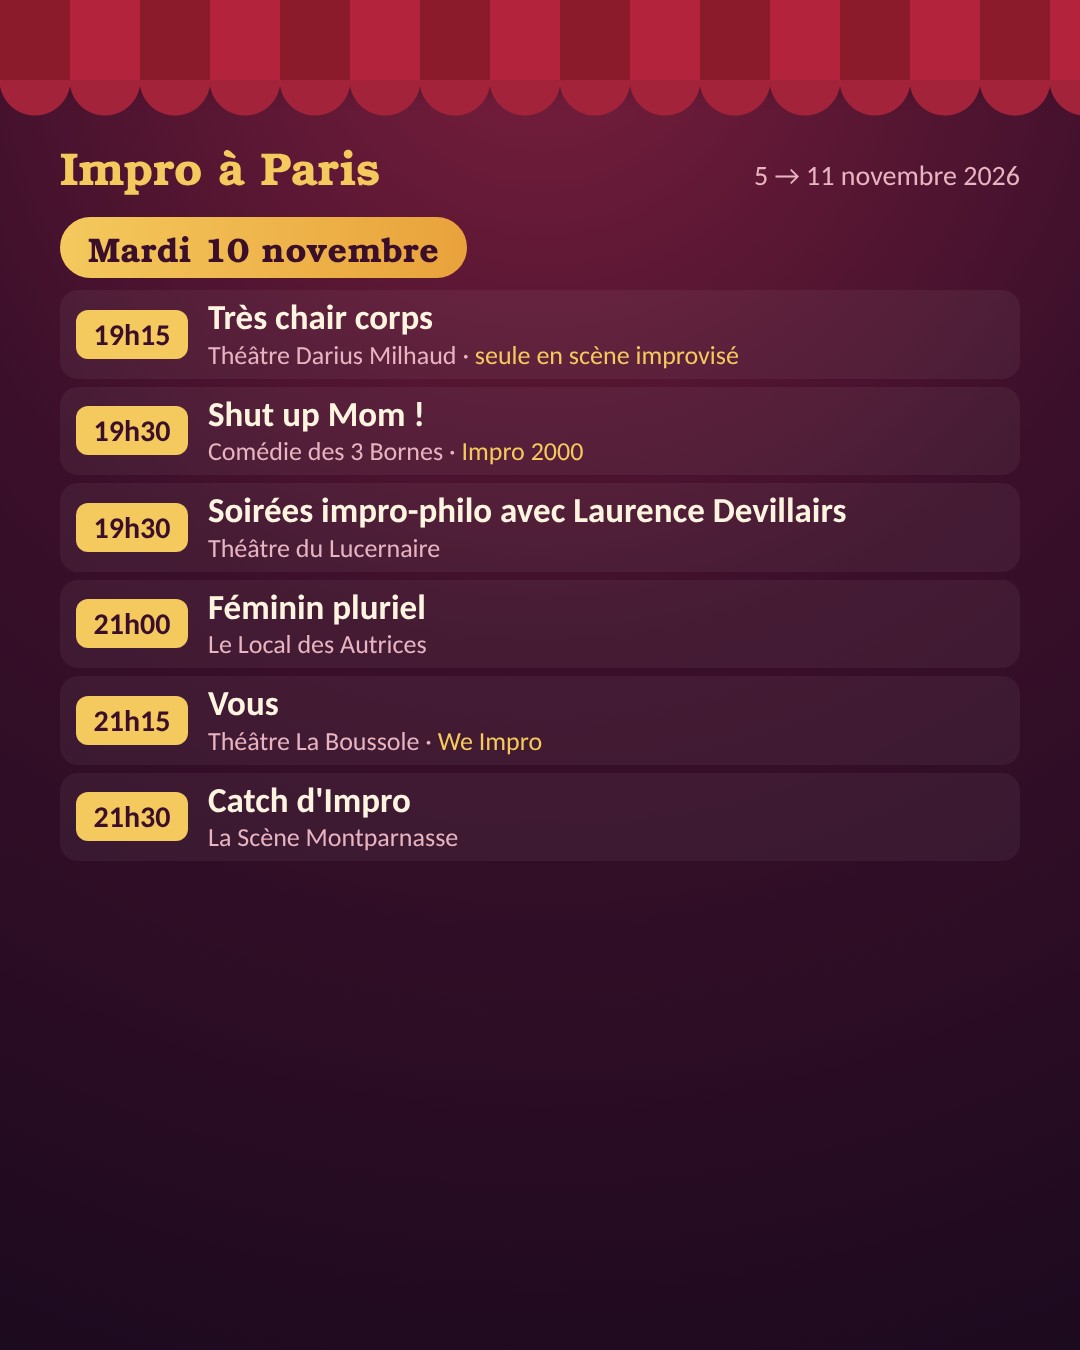 Impro à Paris
5 → 11 novembre 2026
Mardi 10 novembre
19h15
Très chair corps
Théâtre Darius Milhaud · seule en scène improvisé
19h30
Shut up Mom !
Comédie des 3 Bornes · Impro 2000
19h30
Soirées impro-philo avec Laurence Devillairs
Théâtre du Lucernaire
21h00
Féminin pluriel
Le Local des Autrices
21h15
Vous
Théâtre La Boussole · We Impro
21h30
Catch d'Impro
La Scène Montparnasse